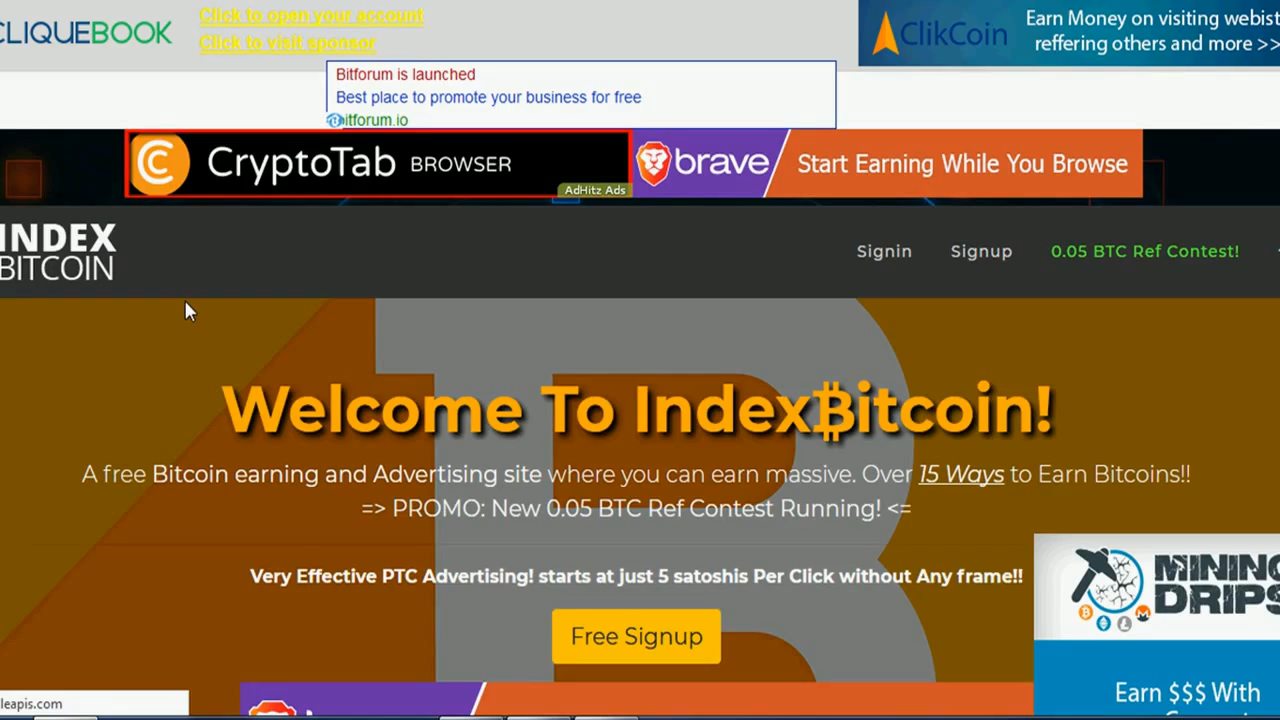 CLIQUEBOOK
Click to open your account
Click to visit sponsor
ClikCoin
Earn Money on visiting webist
reffering others and more >>
Bitforum is launched
Best place to promote your business for free
itforum.io
CryptoTab BROWSER
AdHitz Ads
brave
Start Earning While You Browse
INDEX
BITCOIN
Signin
Signup
0.05 BTC Ref Contest!
Welcome To Index₿itcoin!
A free Bitcoin earning and Advertising site where you can earn massive. Over 15 Ways to Earn Bitcoins!!
=> PROMO: New 0.05 BTC Ref Contest Running! <=
Very Effective PTC Advertising! starts at just 5 satoshis Per Click without Any frame!!
Free Signup
MINING
DRIPS
Earn $$$ With
leapis.com